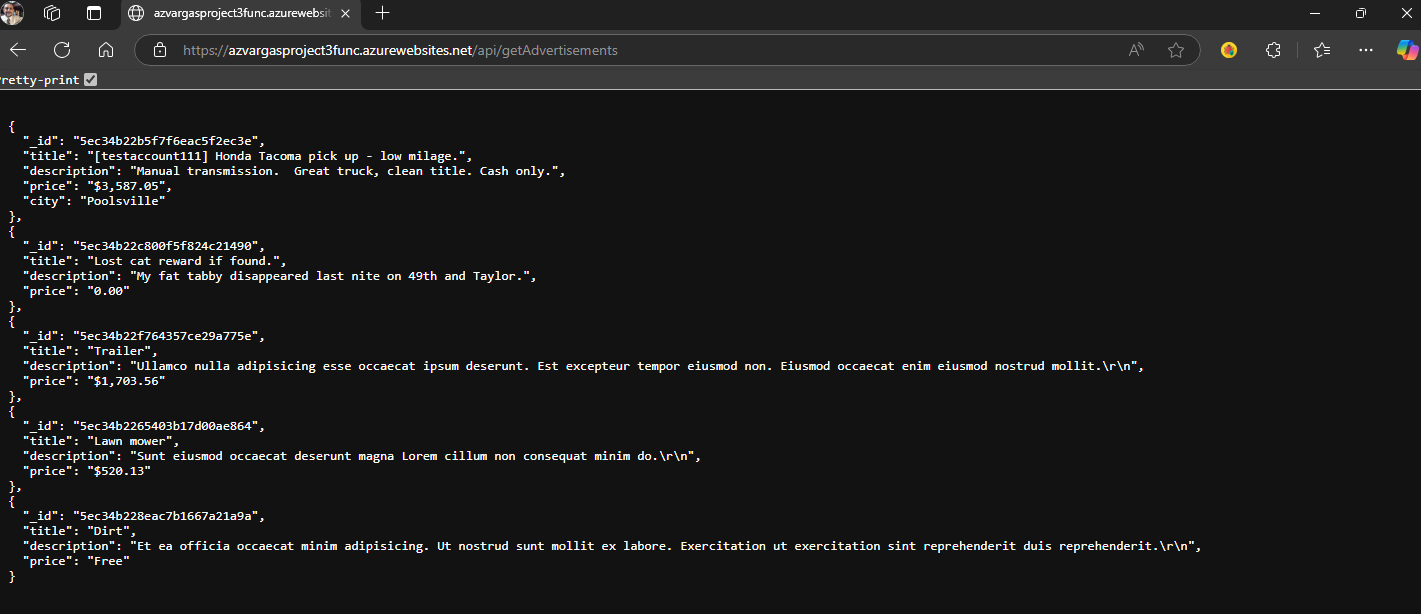 azvargasproject3func.azurewebsit
https://azvargasproject3func.azurewebsites.net/api/getAdvertisements
retty-print
{
"_id": "5ec34b22b5f7f6eac5f2ec3e",
"title": "[testaccount111] Honda Tacoma pick up - low milage.",
"description": "Manual transmission.  Great truck, clean title. Cash only.",
"price": "$3,587.05",
"city": "Poolsville"
},
{
"_id": "5ec34b22c800f5f824c21490",
"title": "Lost cat reward if found.",
"description": "My fat tabby disappeared last nite on 49th and Taylor.",
"price": "0.00"
},
{
"_id": "5ec34b22f764357ce29a775e",
"title": "Trailer",
"description": "Ullamco nulla adipisicing esse occaecat ipsum deserunt. Est excepteur tempor eiusmod non. Eiusmod occaecat enim eiusmod nostrud mollit.\r\n",
"price": "$1,703.56"
},
{
"_id": "5ec34b2265403b17d00ae864",
"title": "Lawn mower",
"description": "Sunt eiusmod occaecat deserunt magna Lorem cillum non consequat minim do.\r\n",
"price": "$520.13"
},
{
"_id": "5ec34b228eac7b1667a21a9a",
"title": "Dirt",
"description": "Et ea officia occaecat minim adipisicing. Ut nostrud sunt mollit ex labore. Exercitation ut exercitation sint reprehenderit duis reprehenderit.\r\n",
"price": "Free"
}